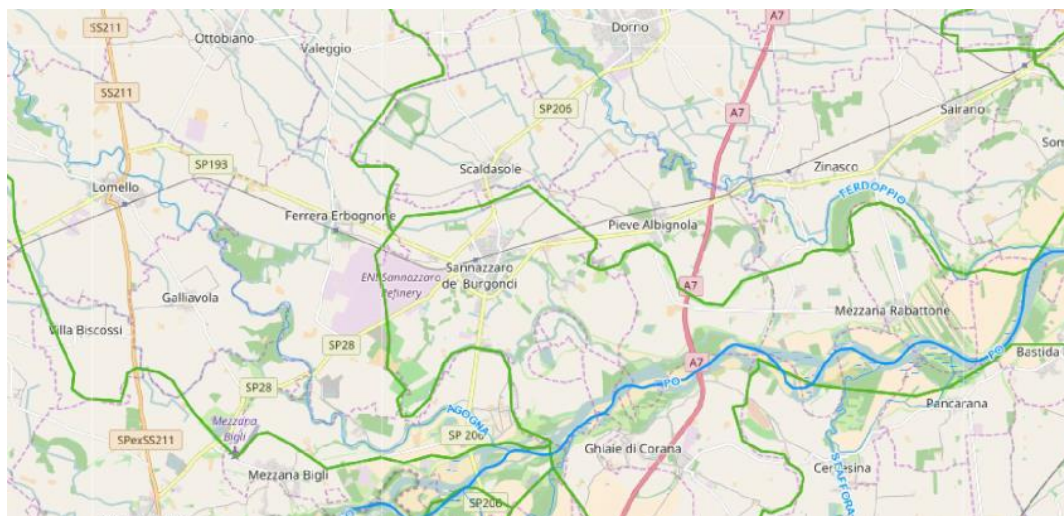 A7
SS211
Ottobiano
Dorno
Valeggio
SS211
SP206
A7
Sairano
SP193
Scaldasole
Zinasco
Lomello
FERDOPPIO
Ferrera Erbognone
Pieve Albignola
ENI Sannazzaro
Refinery
Sannazzaro
de' Burgondi
A7
Galliavola
Mezzana Rabattone
Villa Biscossi
SP28
PO
Bastida
A7
PO
SP28
Pancarana
Mezzana
Bigli
AGOGNA
SPexSS211
SP 206
Ghiaie di Corana
Cervesina
STAFFORA
Mezzana Bigli
SP206